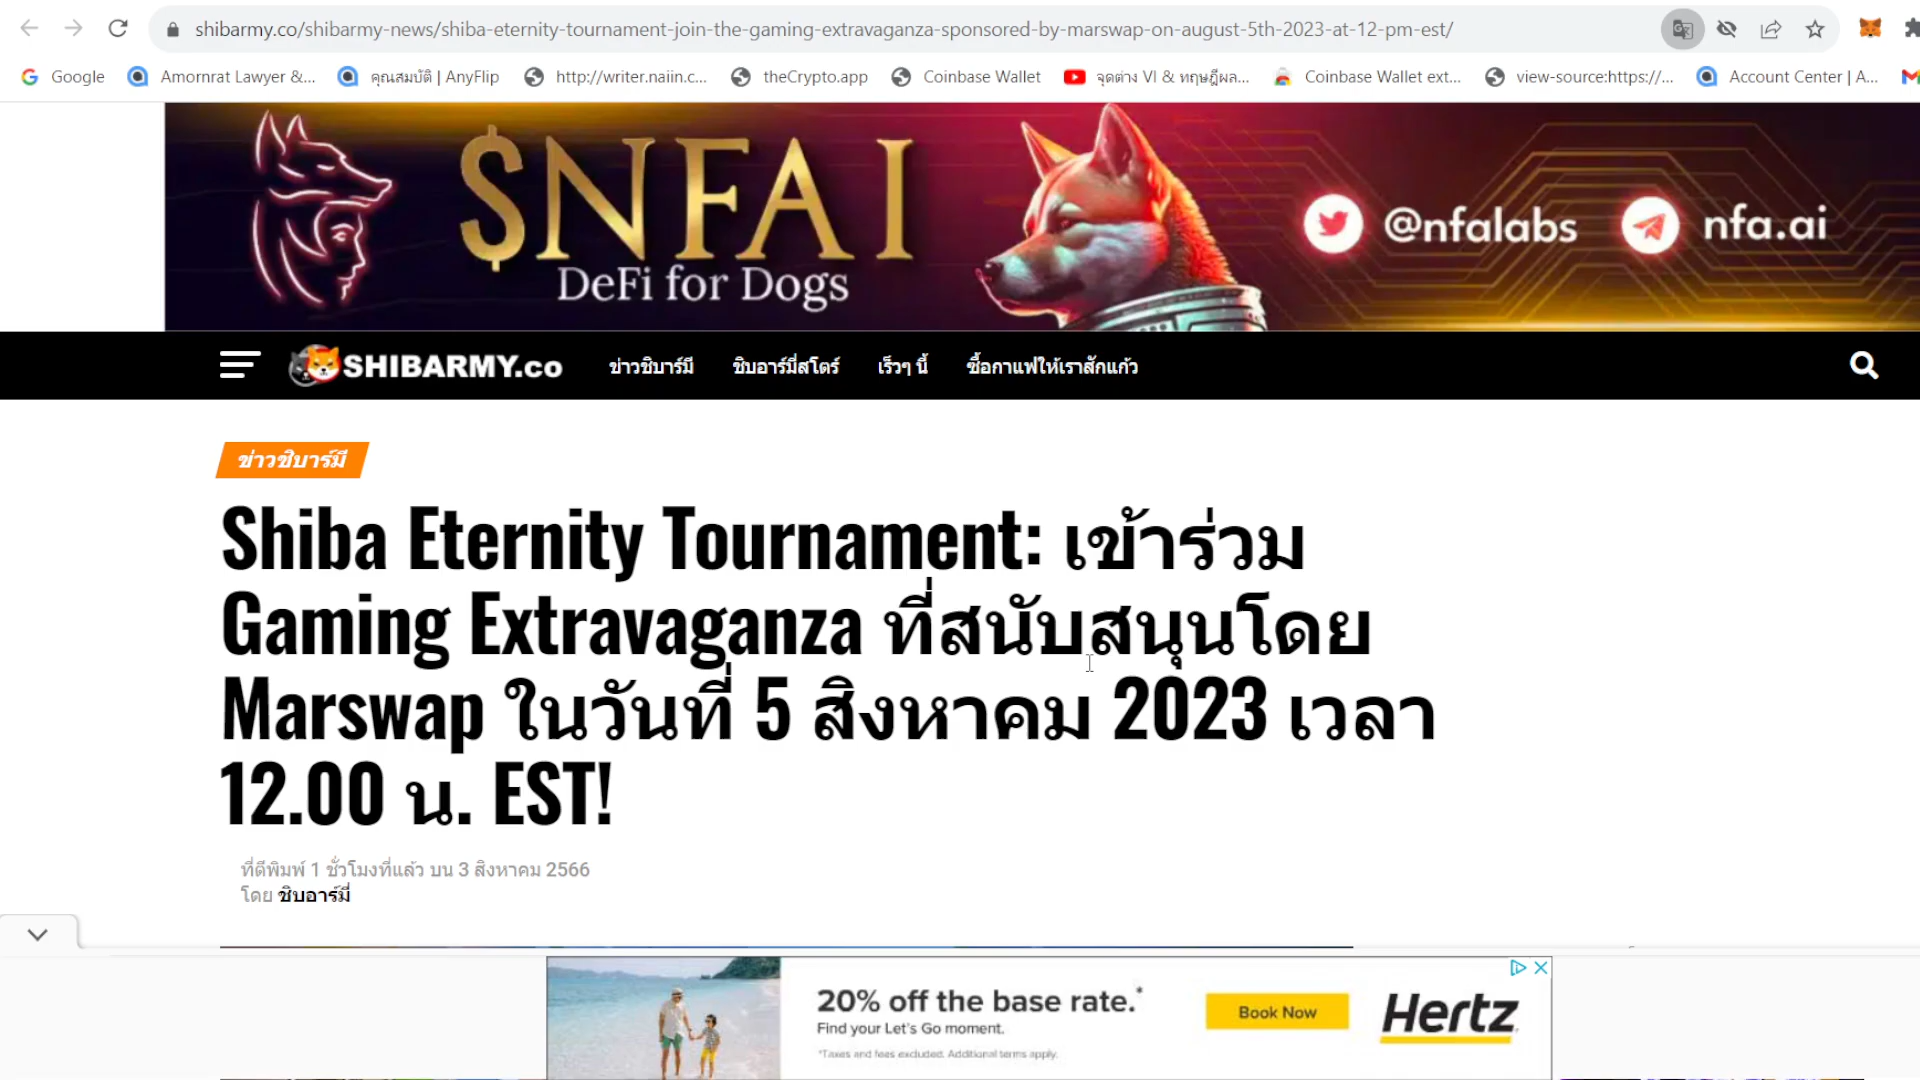 shibarmy.co/shibarmy-news/shiba-eternity-tournament-join-the-gaming-extravaganza-sponsored-by-marswap-on-august-5th-2023-at-12-pm-est/
Google Amornrat Lawyer &... คุณสมบัติ | AnyFlip http://writer.naiin.c... theCrypto.app Coinbase Wallet จุดต่าง VI & ทฤษฎีผล... Coinbase Wallet ext... view-source:https://... Account Center | A...
$NFAI
DeFi for Dogs
@nfalabs nfa.ai
SHIBARMY.co ข่าวชิบาร์มี ชิบอาร์มี่สโตร์ เร็วๆ นี้ ซื้อกาแฟให้เราสักแก้ว
ข่าวชิบาร์มี
Shiba Eternity Tournament: เข้าร่วม
Gaming Extravaganza ที่สนับสนุนโดย
Marswap ในวันที่ 5 สิงหาคม 2023 เวลา
12.00 น. EST!
ที่ตีพิมพ์ 1 ชั่วโมงที่แล้ว บน 3 สิงหาคม 2566
โดย ชิบอาร์มี่
20% off the base rate.*
Find your Let's Go moment.
*Taxes and fees excluded. Additional terms apply.
Book Now
Hertz